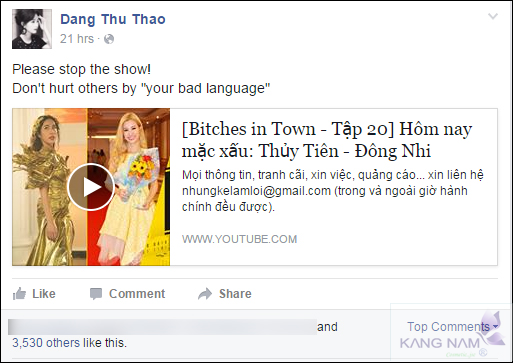 Dang Thu Thao
21 hrs ·
Please stop the show!
Don't hurt others by "your bad language"
[Bitches in Town - Tập 20] Hôm nay
mặc xấu: Thủy Tiên - Đông Nhi
Mọi thông tin, tranh cãi, xin việc, quảng cáo... xin liên hệ
nhungkelamloi@gmail.com (trong và ngoài giờ hành
chính đều được).
WWW.YOUTUBE.COM
Like Comment Share
and Top Comments
3,530 others like this.
KANG NAM